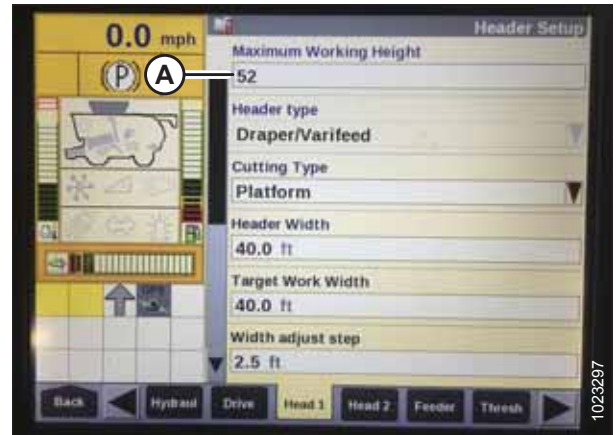 0.0 mph
(P)
A
Header Setup
Maximum Working Height
52
Header type
Draper/Varifeed
Cutting Type
Platform
Header Width
40.0 ft
Target Work Width
40.0 ft
Width adjust step
2.5 ft
Back
Hydraul
Drive
Head 1
Head 2
Feeder
Thresh
1023297